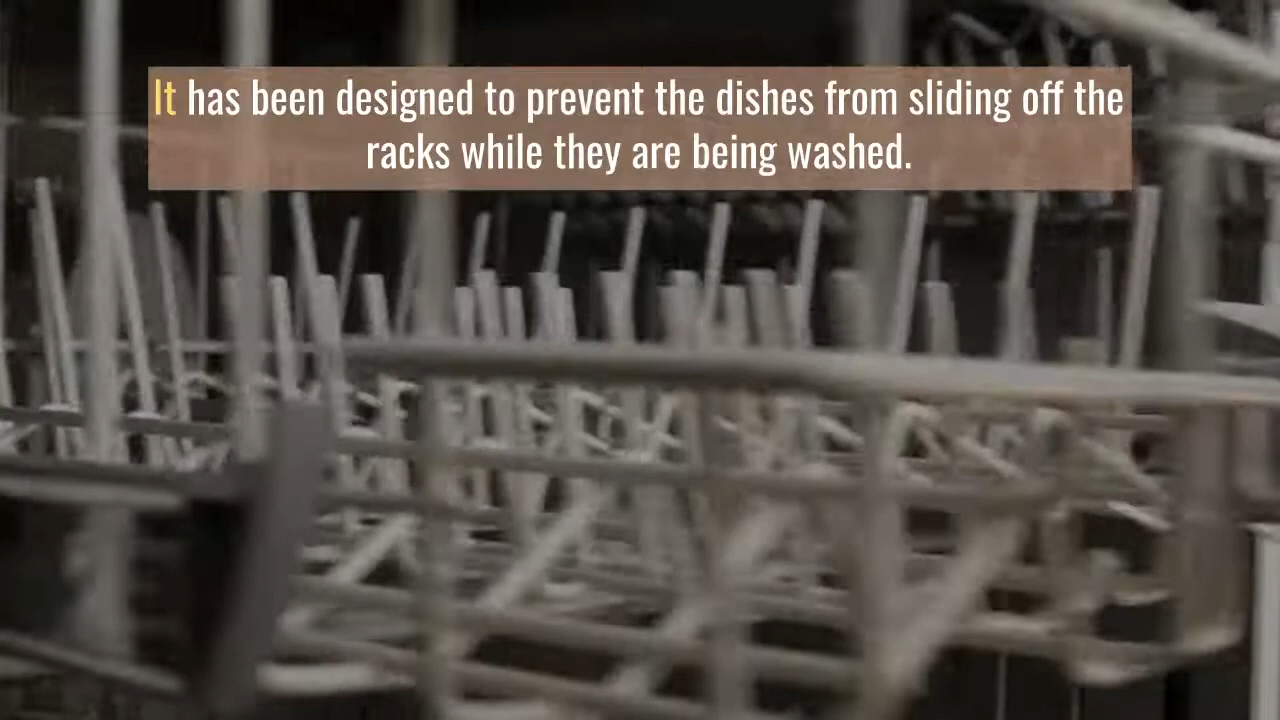 It has been designed to prevent the dishes from sliding off the
racks while they are being washed.